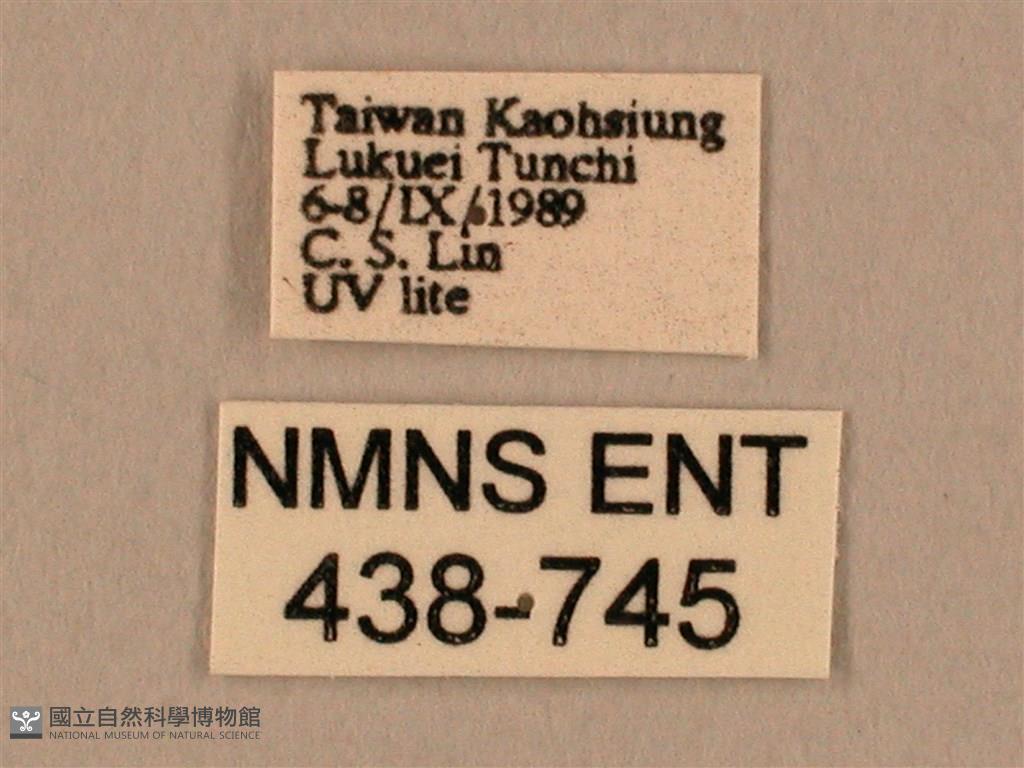 Taiwan Kaohsiung
Lukuei Tunchi
6-8/IX/1989
C. S. Lin
UV lite
NMNS ENT
438-745
國立自然科學博物館
NATIONAL MUSEUM OF NATURAL SCIENCE